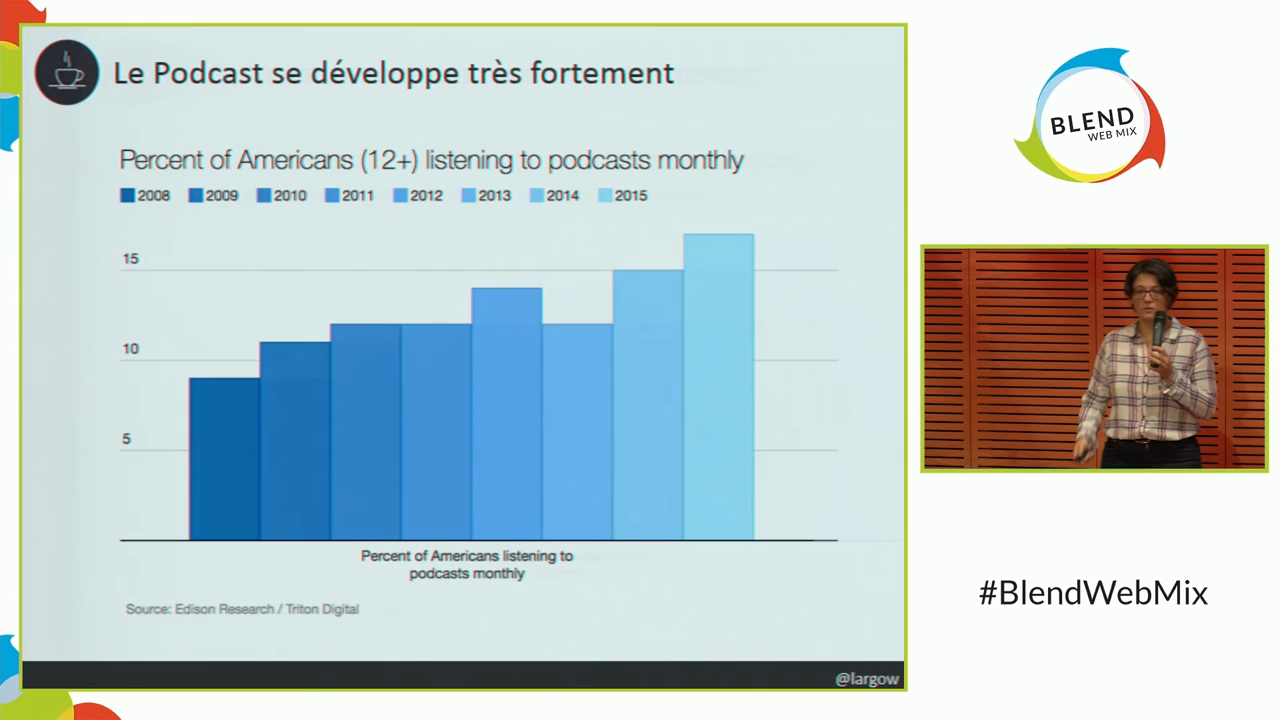 Le Podcast se développe très fortement
Percent of Americans (12+) listening to podcasts monthly
2008 2009 2010 2011 2012 2013 2014 2015
15
10
5
Percent of Americans listening to
podcasts monthly
Source: Edison Research / Triton Digital
@largow
BLEND
WEB MIX
#BlendWebMix